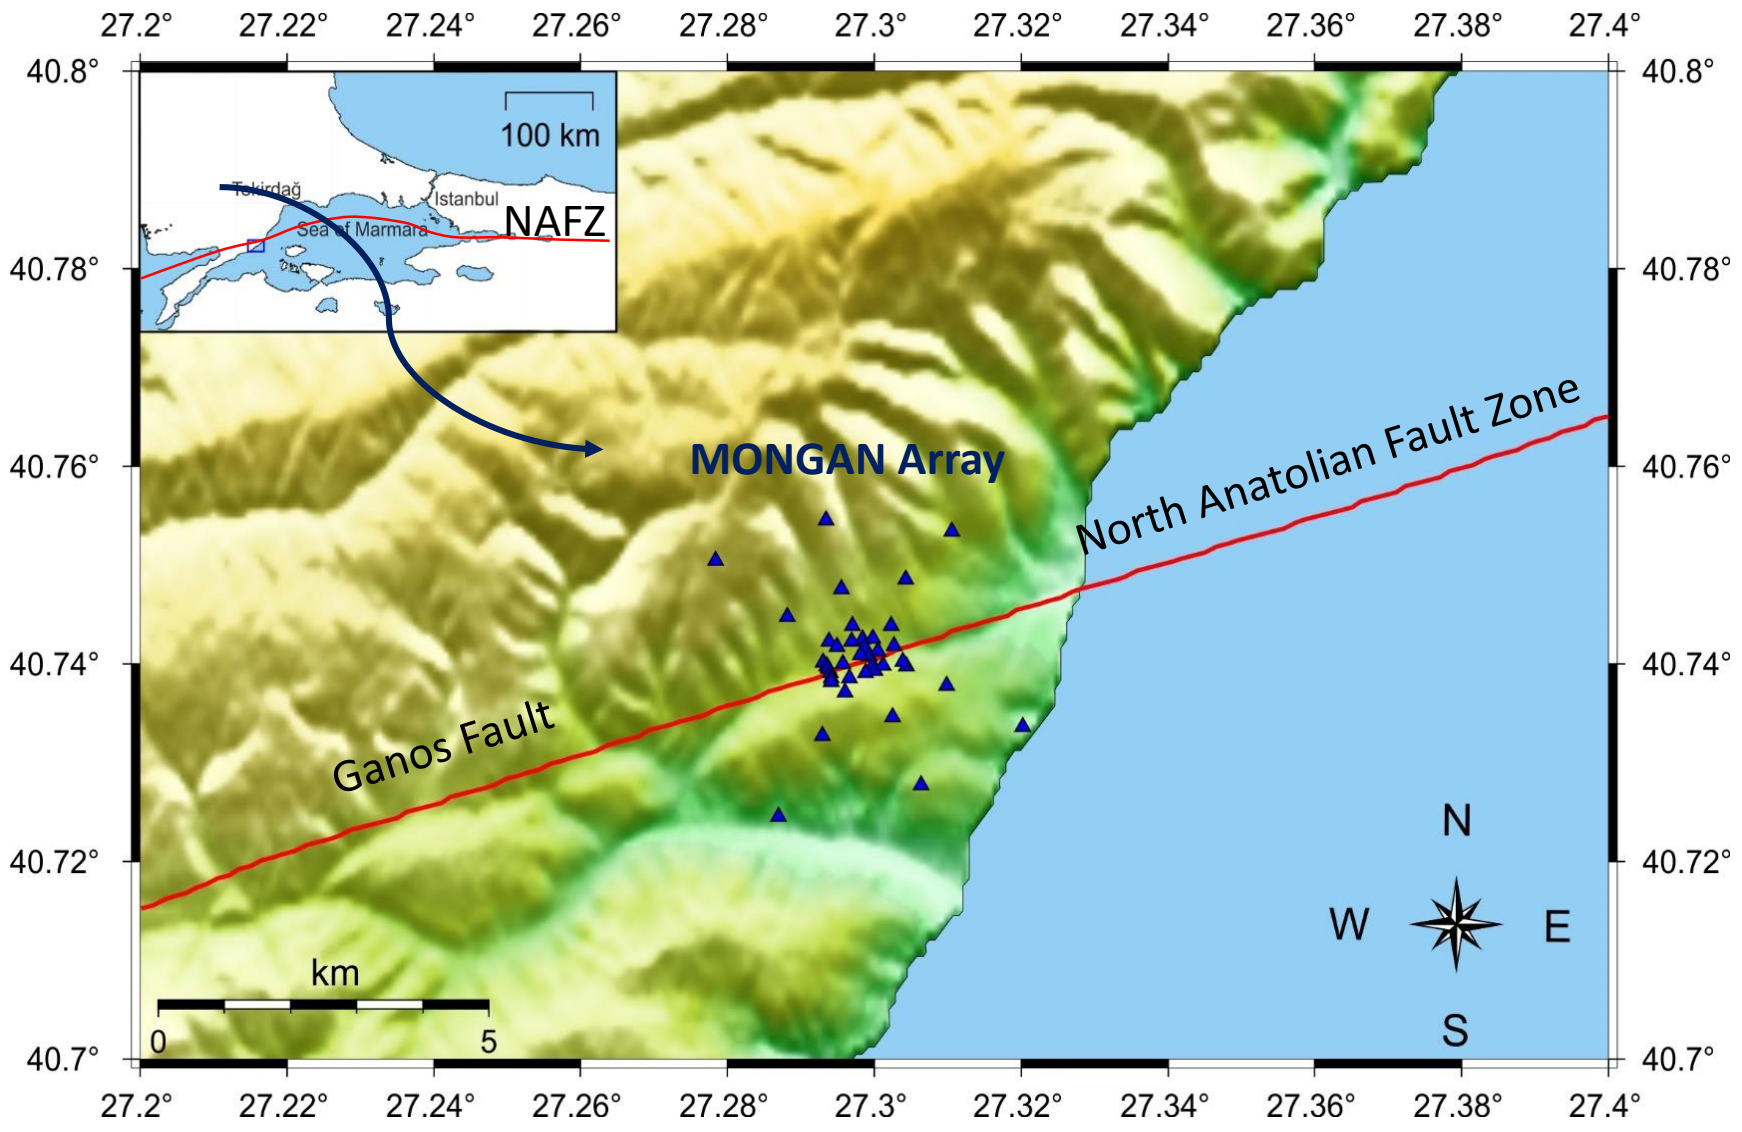 27.2° 27.22° 27.24° 27.26° 27.28° 27.3° 27.32° 27.34° 27.36° 27.38° 27.4°
40.8° 40.8°
100 km
Tekirdağ
Istanbul
NAFZ
Sea of Marmara
40.78° 40.78°
North Anatolian Fault Zone
MONGAN Array
40.76° 40.76°
40.74° 40.74°
Ganos Fault
N
40.72° 40.72°
W E
km
S
0 5
40.7° 40.7°
27.2° 27.22° 27.24° 27.26° 27.28° 27.3° 27.32° 27.34° 27.36° 27.38° 27.4°